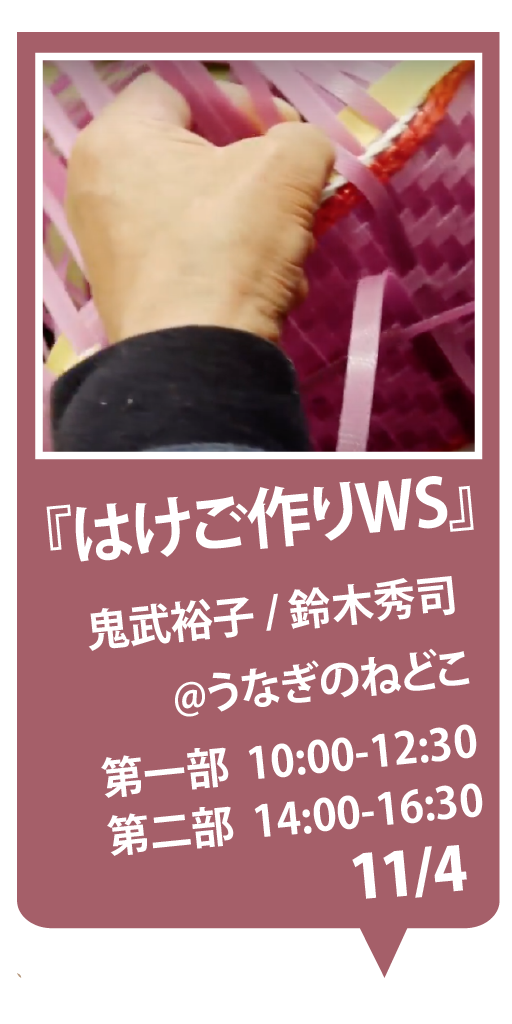 『はけご作りWS』
鬼武裕子 / 鈴木秀司
@うなぎのねどこ
第一部 10:00-12:30
第二部 14:00-16:30
11/4
、